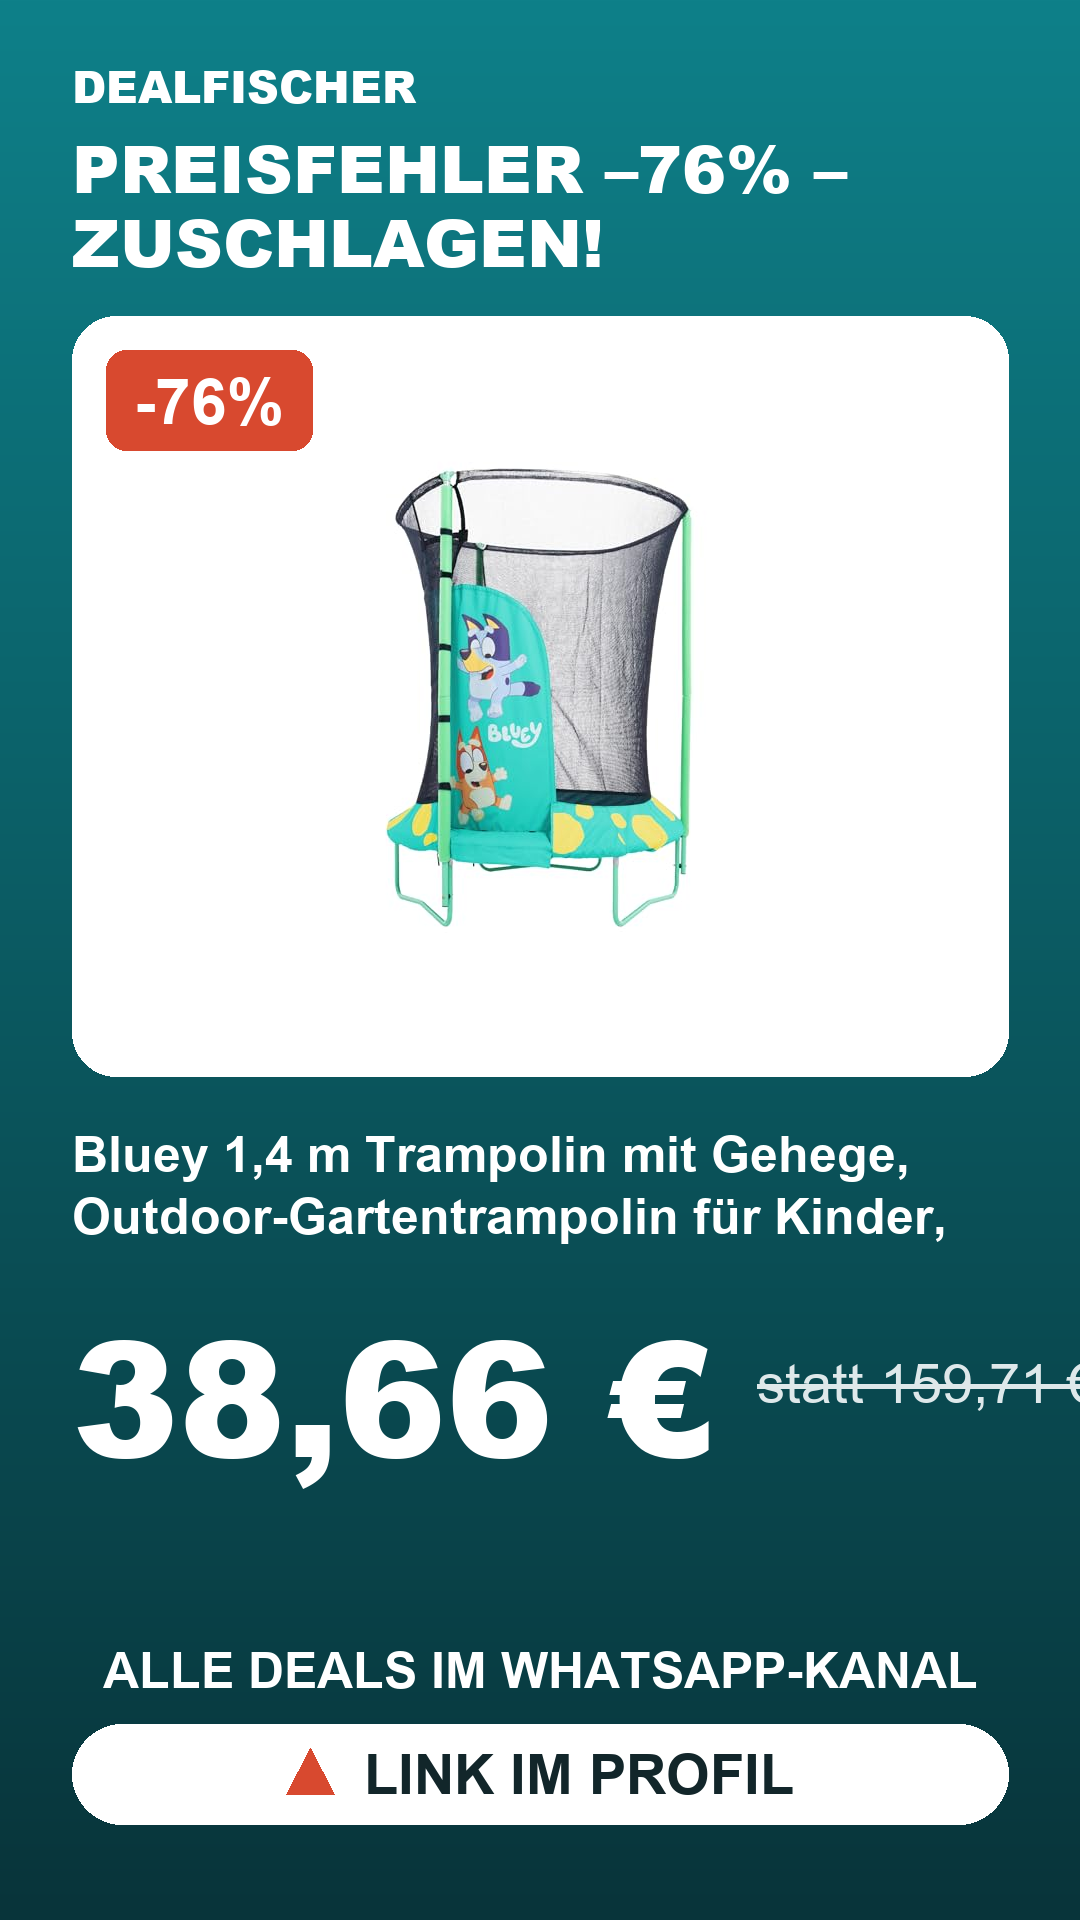 DEALFISCHER
PREISFEHLER –76% –
ZUSCHLAGEN!
-76%
BLUEY
Bluey 1,4 m Trampolin mit Gehege,
Outdoor-Gartentrampolin für Kinder,
38,66 € statt 159,71 €
ALLE DEALS IM WHATSAPP-KANAL
LINK IM PROFIL